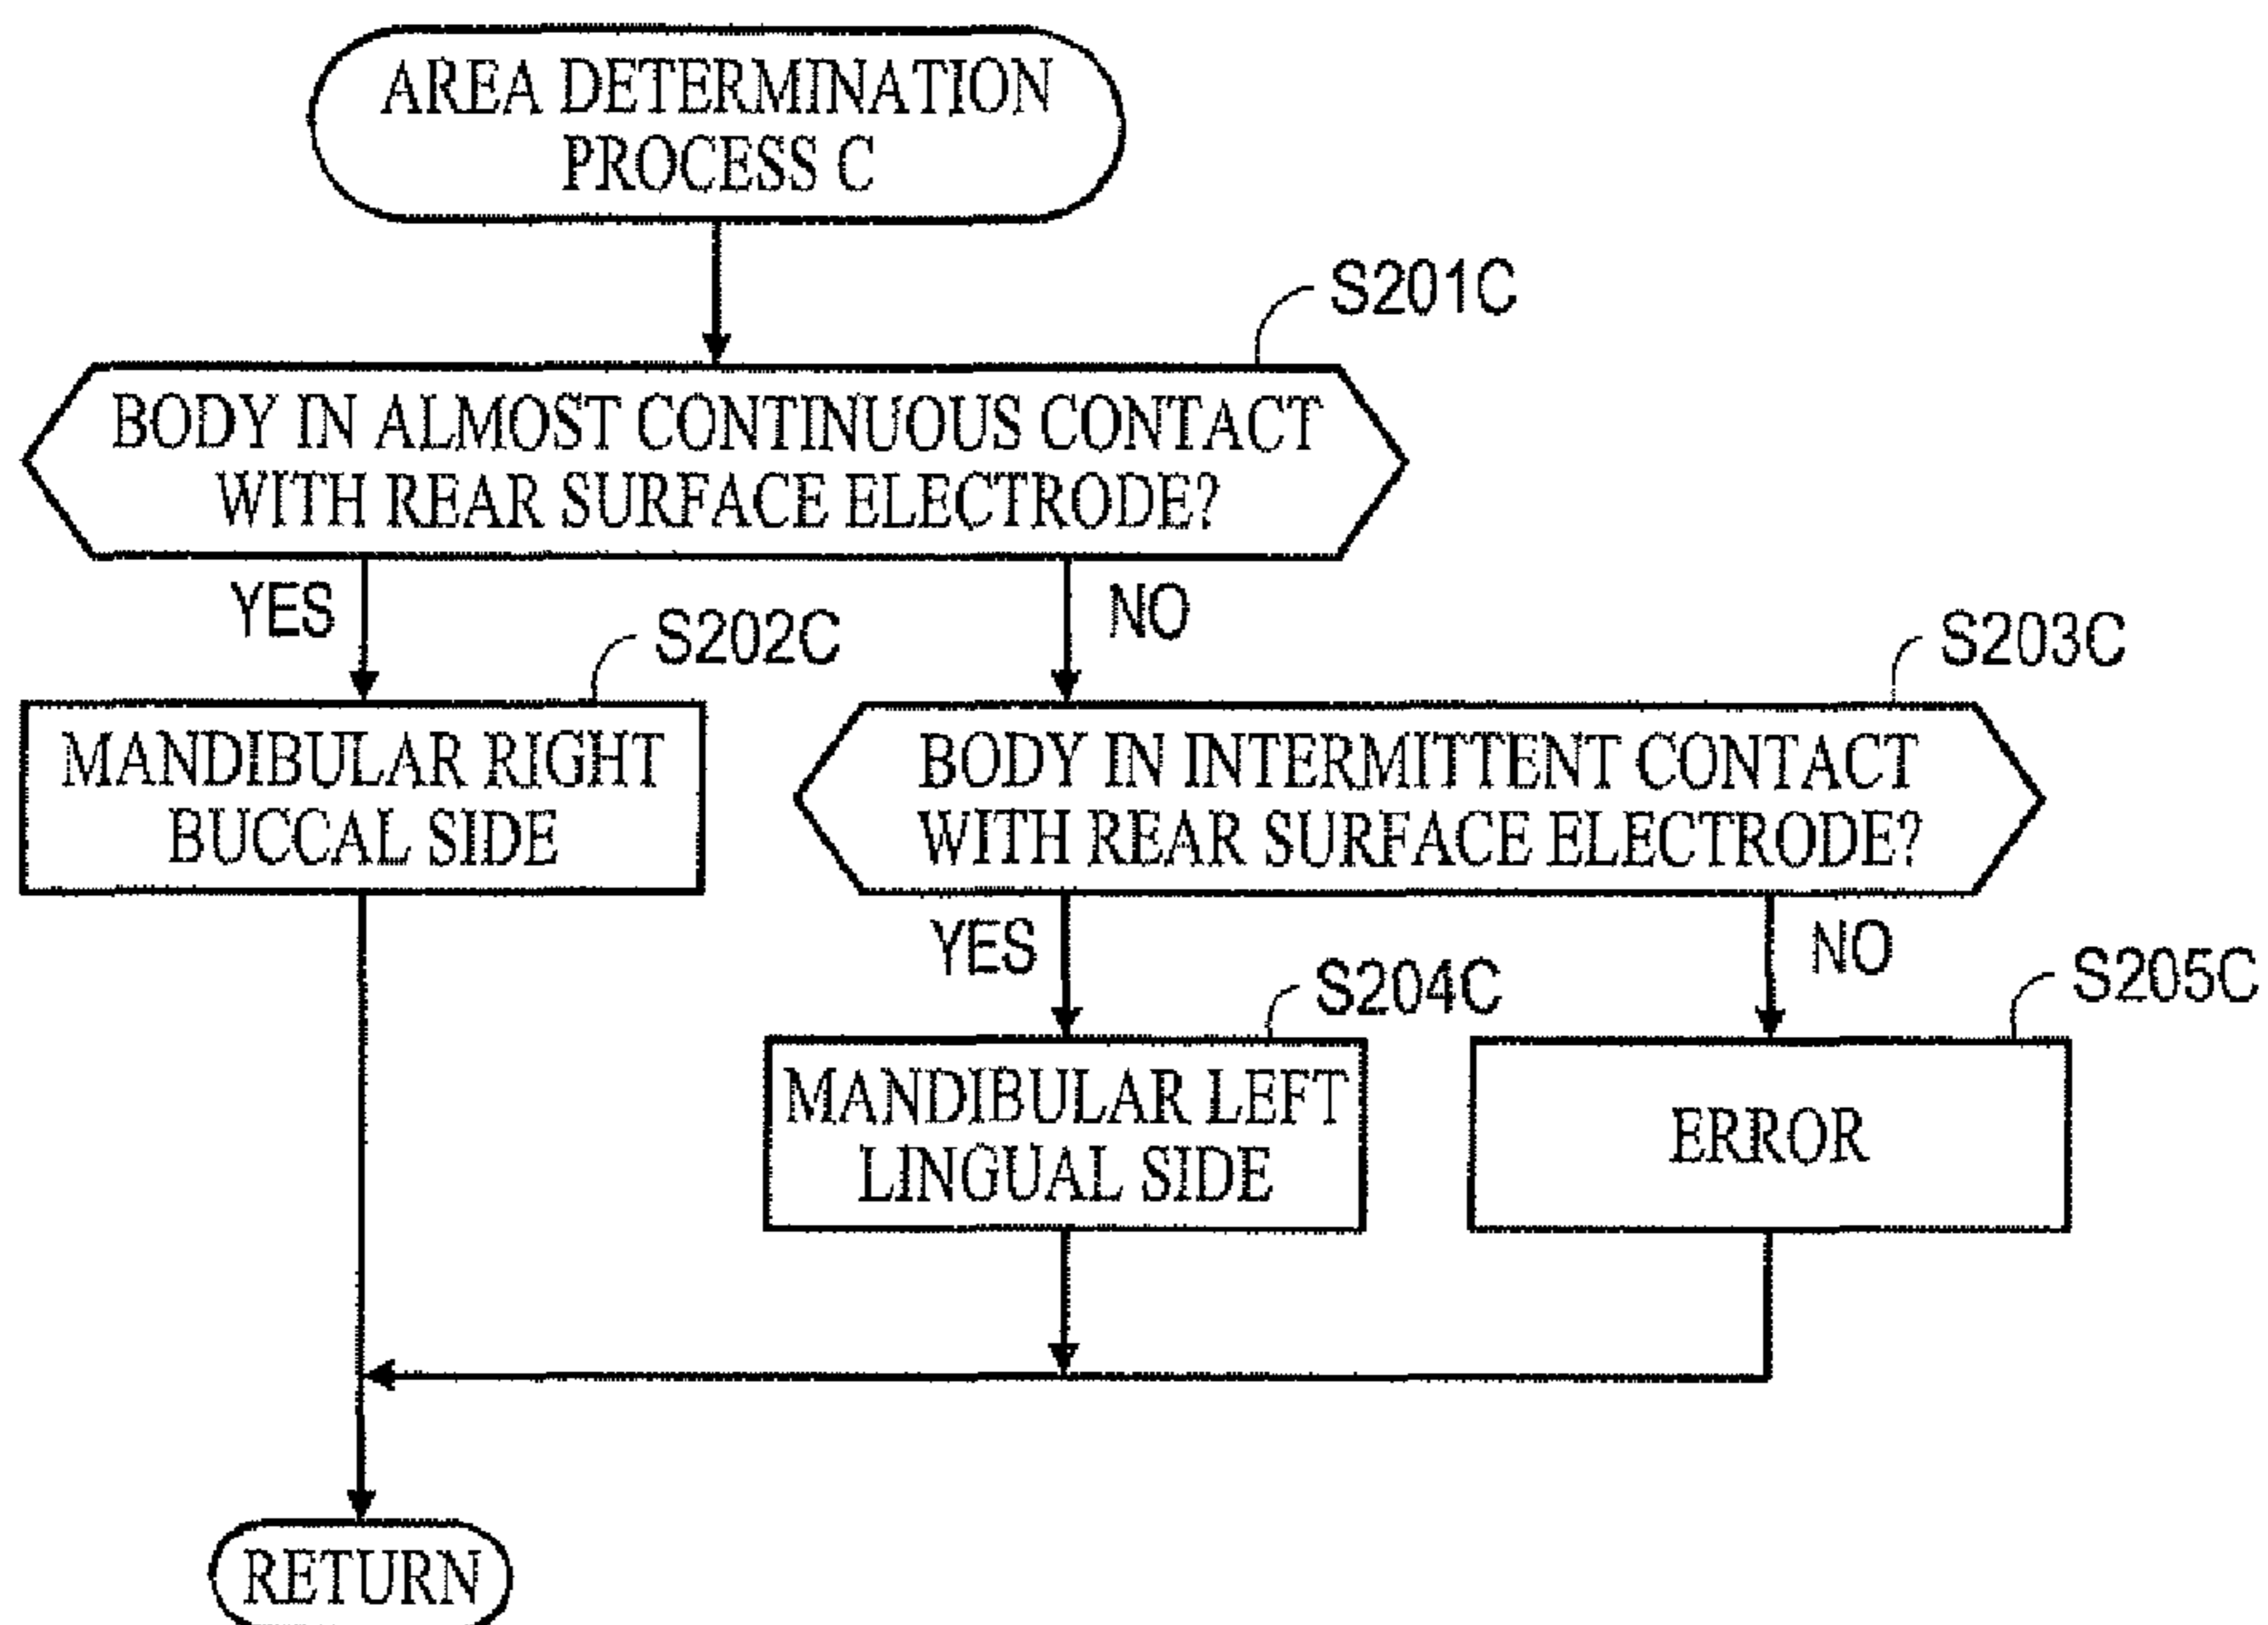 AREA DETERMINATION
PROCESS C
S201C
BODY IN ALMOST CONTINUOUS CONTACT
WITH REAR SURFACE ELECTRODE?
YES
NO
S202C
S203C
MANDIBULAR RIGHT
BUCCAL SIDE
BODY IN INTERMITTENT CONTACT
WITH REAR SURFACE ELECTRODE?
YES
NO
S204C
S205C
MANDIBULAR LEFT
LINGUAL SIDE
ERROR
RETURN